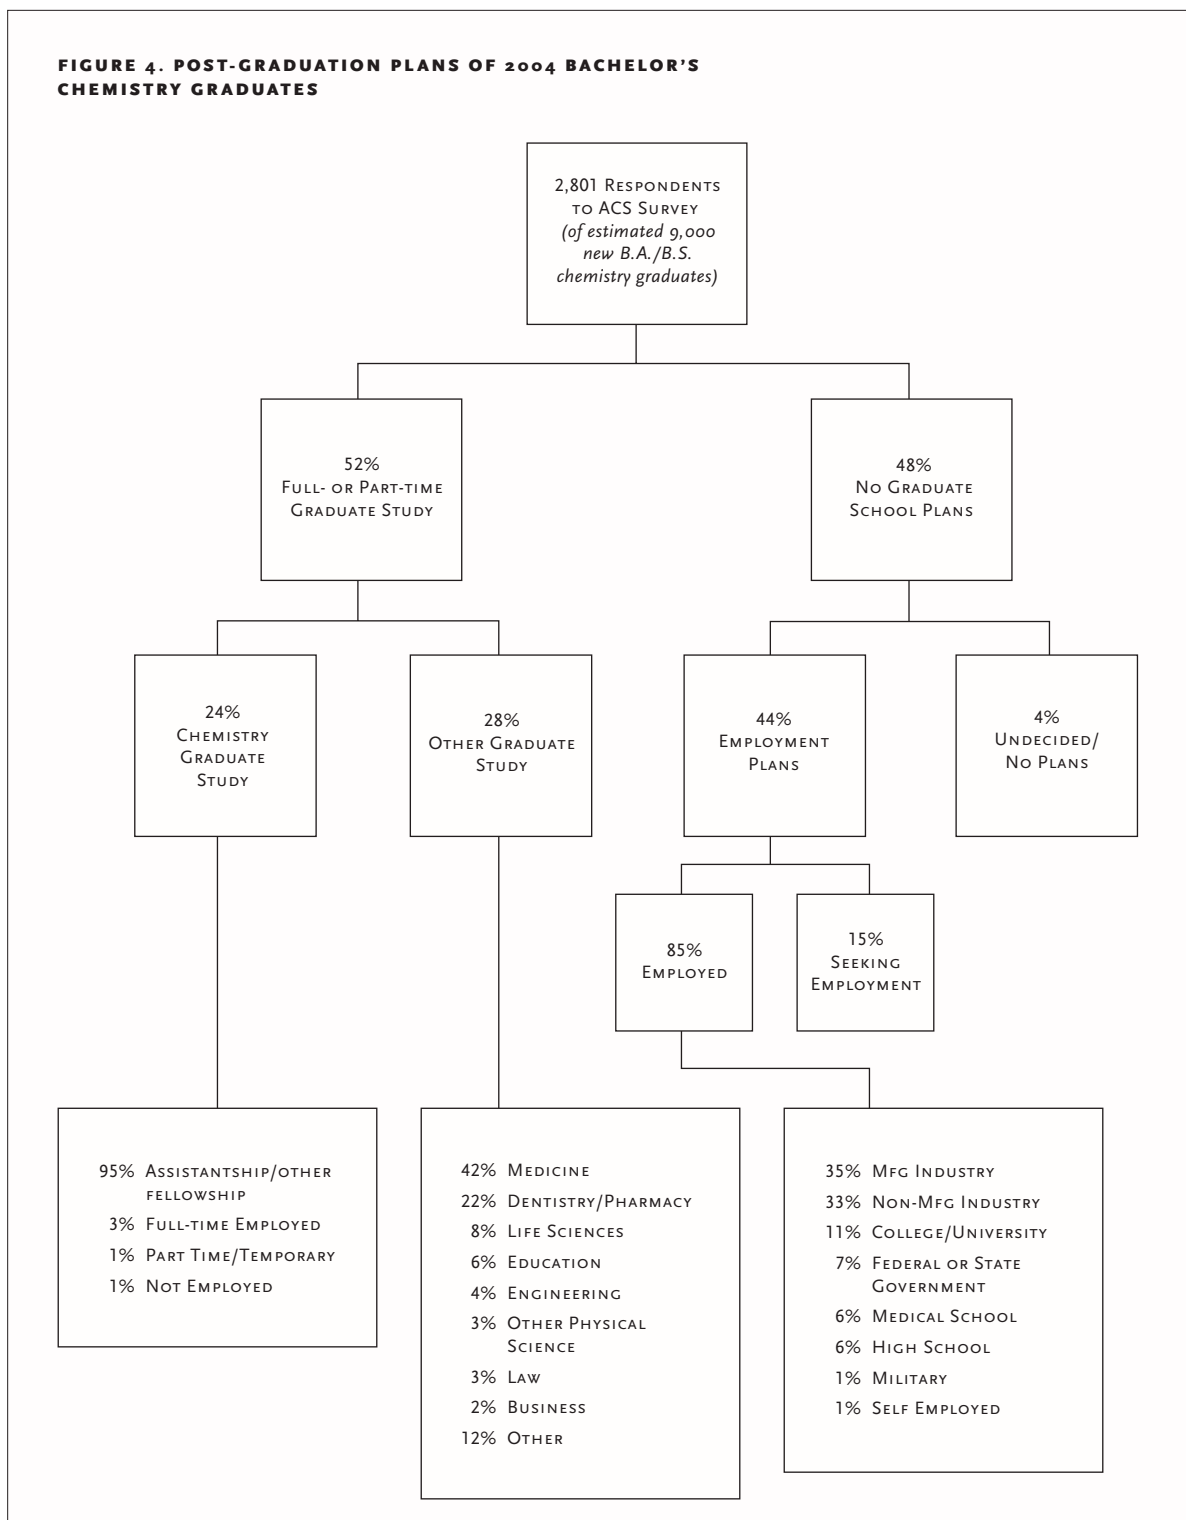 FIGURE 4. POST-GRADUATION PLANS OF 2004 BACHELOR'S
CHEMISTRY GRADUATES
2,801 Respondents
to ACS Survey
(of estimated 9,000
new B.A./B.S.
chemistry graduates)
52%
Full- or Part-time
Graduate Study
48%
No Graduate
School Plans
24%
Chemistry
Graduate
Study
28%
Other Graduate
Study
44%
Employment
Plans
4%
Undecided/
No Plans
85%
Employed
15%
Seeking
Employment
95% Assistantship/other
fellowship
3% Full-time Employed
1% Part Time/Temporary
1% Not Employed
42% Medicine
22% Dentistry/Pharmacy
8% Life Sciences
6% Education
4% Engineering
3% Other Physical
Science
3% Law
2% Business
12% Other
35% Mfg Industry
33% Non-Mfg Industry
11% College/University
7% Federal or State
Government
6% Medical School
6% High School
1% Military
1% Self Employed